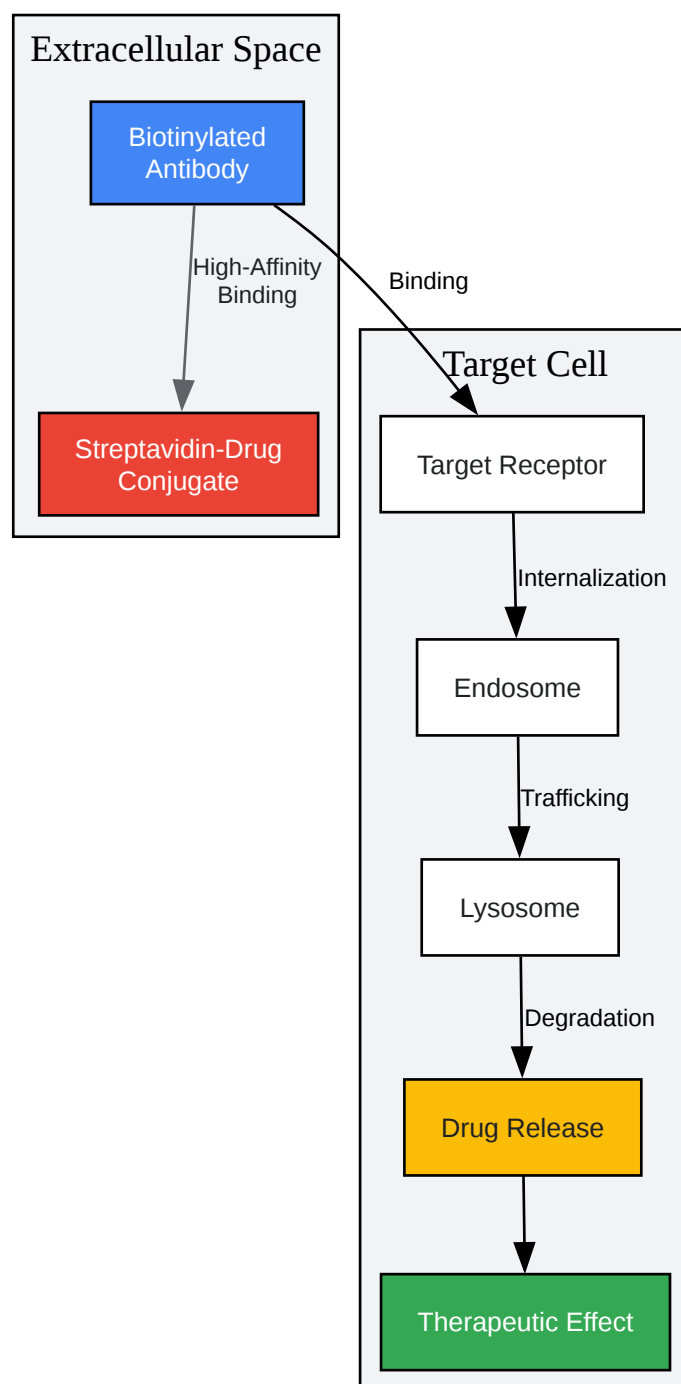 Extracellular Space
Biotinylated
Antibody
High-Affinity
Binding
Binding
Streptavidin-Drug
Conjugate
Target Cell
Target Receptor
Internalization
Endosome
Trafficking
Lysosome
Degradation
Drug Release
Therapeutic Effect